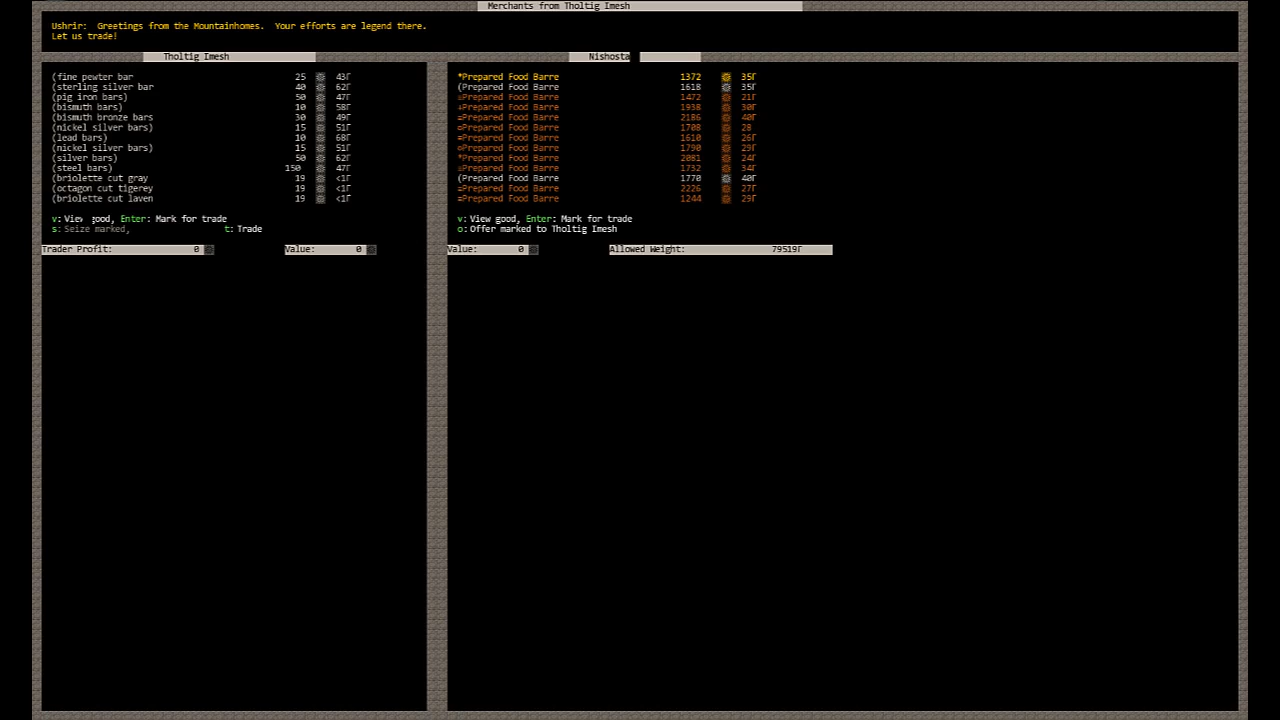 Merchants from Tholtig Imesh
Ushrir: Greetings from the Mountainhomes. Your efforts are legend there.
Let us trade!
Tholtig Imesh
(fine pewter bar 25 ☼ 43Γ
(sterling silver bar 40 ☼ 62Γ
(pig iron bars) 50 ☼ 47Γ
(bismuth bars) 10 ☼ 58Γ
(bismuth bronze bars 30 ☼ 49Γ
(nickel silver bars) 15 ☼ 51Γ
(lead bars) 10 ☼ 68Γ
(nickel silver bars) 15 ☼ 51Γ
(silver bars) 50 ☼ 62Γ
(steel bars) 150 ☼ 47Γ
(briolette cut gray 19 ☼ <1Γ
(octagon cut tigerey 19 ☼ <1Γ
(briolette cut laven 19 ☼ <1Γ
v: View good, Enter: Mark for trade
s: Seize marked, t: Trade
Trader Profit: 0☼ Value: 0☼
Nishosta
*Prepared Food Barre 1372 ☼ 35Γ
(Prepared Food Barre 1618 ☼ 35Γ
Prepared Food Barre 1472 ☼ 21Γ
+Prepared Food Barre 1938 ☼ 30Γ
≡Prepared Food Barre 2186 ☼ 40Γ
Prepared Food Barre 1708 ☼ 28
≡Prepared Food Barre 1610 ☼ 26Γ
Prepared Food Barre 1790 ☼ 29Γ
*Prepared Food Barre 2081 ☼ 24Γ
Prepared Food Barre 1732 ☼ 34Γ
(Prepared Food Barre 1770 ☼ 40Γ
≡Prepared Food Barre 2226 ☼ 27Γ
≡Prepared Food Barre 1244 ☼ 29Γ
v: View good, Enter: Mark for trade
o: Offer marked to Tholtig Imesh
Value: 0☼ Allowed Weight: 79519Γ